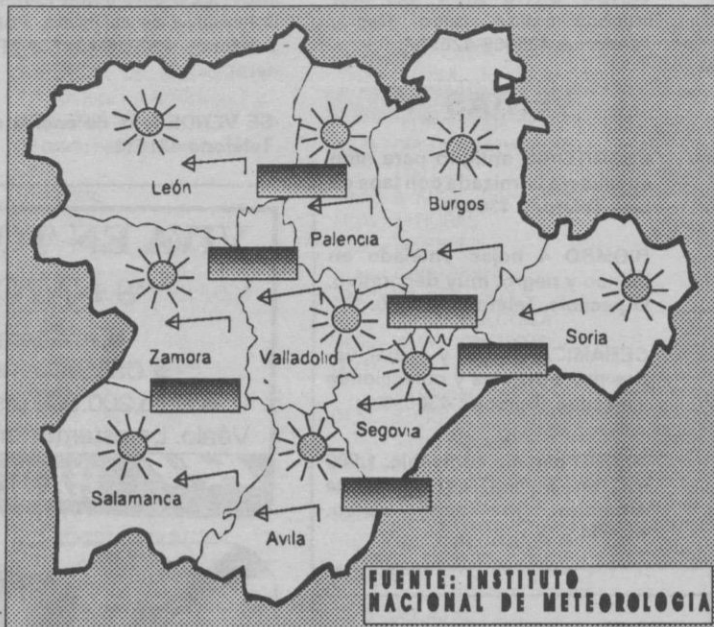 León
Burgos
Palencia
Soria
Zamora
Valladolid
Segovia
Salamanca
Avila
FUENTE: INSTITUTO
NACIONAL DE METEOROLOGIA